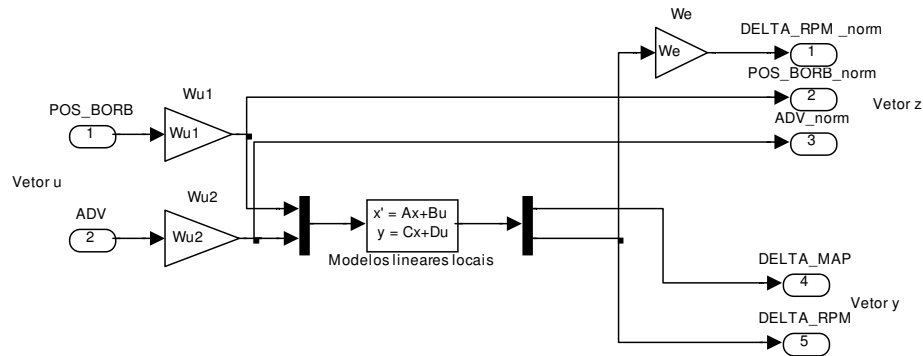 We
DELTA_RPM _norm
We
1
POS_BORB_norm
2
Vetor z
ADV_norm
3
Wu1
POS_BORB
1
Wu1
Vetor u
Wu2
ADV
2
Wu2
x' = Ax+Bu
y = Cx+Du
Modelos lineares locais
DELTA_MAP
4
Vetor y
DELTA_RPM
5